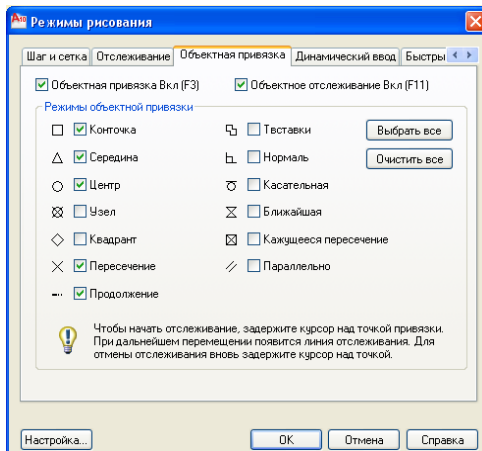 Режимы рисования
Шаг и сетка Отслеживание Объектная привязка Динамический ввод Быстры
Объектная привязка Вкл (F3) Объектное отслеживание Вкл (F11)
Режимы объектной привязки
Конточка Твставки Выбрать все
Середина Нормаль Очистить все
Центр Касательная
Узел Ближайшая
Квадрант Кажущееся пересечение
Пересечение Параллельно
Продолжение
Чтобы начать отслеживание, задержите курсор над точкой привязки.
При дальнейшем перемещении появится линия отслеживания. Для
отмены отслеживания вновь задержите курсор над точкой.
Настройка... OK Отмена Справка